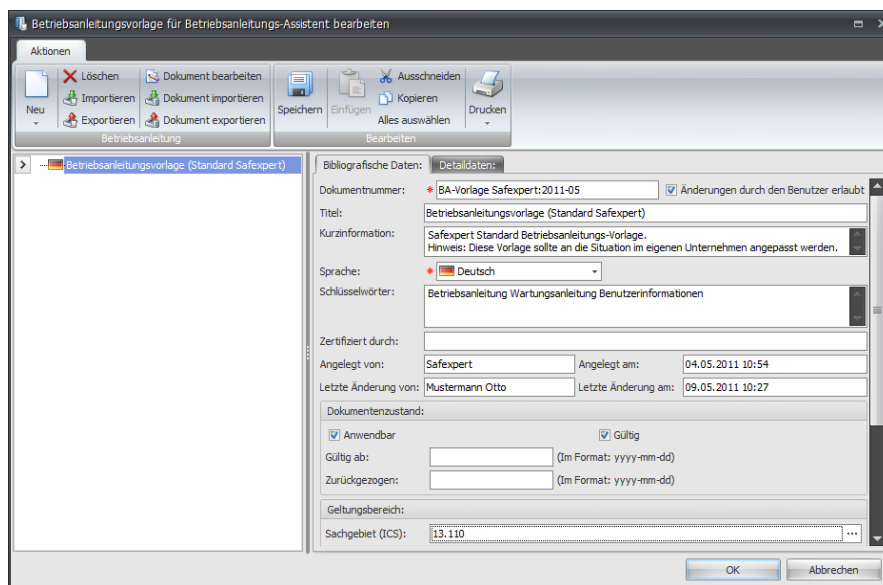 Betriebsanleitungsvorlage für Betriebsanleitungs-Assistent bearbeiten
Aktionen
Neu
Löschen
Importieren
Exportieren
Dokument bearbeiten
Dokument importieren
Dokument exportieren
Betriebsanleitung
Speichern
Einfügen
Ausschneiden
Kopieren
Alles auswählen
Drucken
Bearbeiten
Betriebsanleitungsvorlage (Standard Safexpert)
Bibliografische Daten: Detaildaten:
Dokumentnummer: * BA-Vorlage Safexpert:2011-05 Änderungen durch den Benutzer erlaubt
Titel: Betriebsanleitungsvorlage (Standard Safexpert)
Kurzinformation: Safexpert Standard Betriebsanleitungs-Vorlage.
Hinweis: Diese Vorlage sollte an die Situation im eigenen Unternehmen angepasst werden.
Sprache: * Deutsch
Schlüsselwörter: Betriebsanleitung Wartungsanleitung Benutzerinformationen
Zertifiziert durch:
Angelegt von: Safexpert Angelegt am: 04.05.2011 10:54
Letzte Änderung von: Mustermann Otto Letzte Änderung am: 09.05.2011 10:27
Dokumentenzustand:
Anwendbar Gültig
Gültig ab: (Im Format: yyyy-mm-dd)
Zurückgezogen: (Im Format: yyyy-mm-dd)
Geltungsbereich:
Sachgebiet (ICS): 13.110 ...
OK Abbrechen